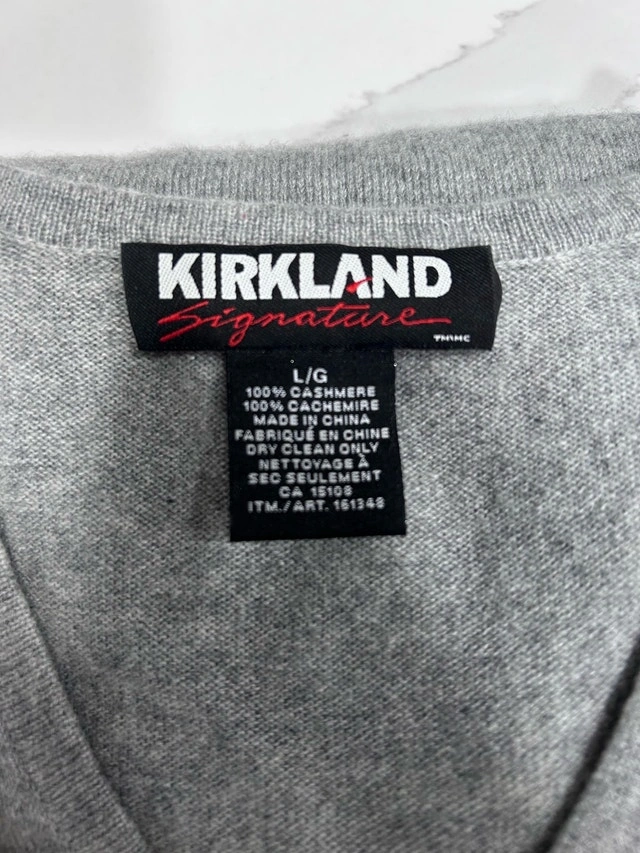 KIRKLAND
Signature
TM\MC
L/G
100% CASHMERE
100% CACHEMIRE
MADE IN CHINA
FABRIQUÉ EN CHINE
DRY CLEAN ONLY
NETTOYAGE À
SEC SEULEMENT
CA 15108
ITM./ART. 151348